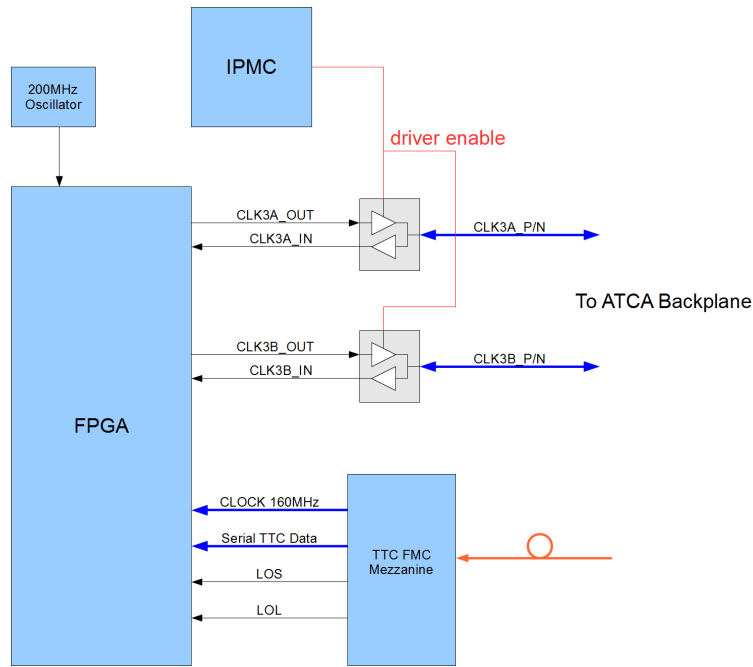 IPMC
200MHz
Oscillator
driver enable
CLK3A_OUT
CLK3A_P/N
CLK3A_IN
To ATCA Backplane
CLK3B_OUT
CLK3B_P/N
CLK3B_IN
FPGA
CLOCK 160MHz
Serial TTC Data
TTC FMC
Mezzanine
LOS
LOL